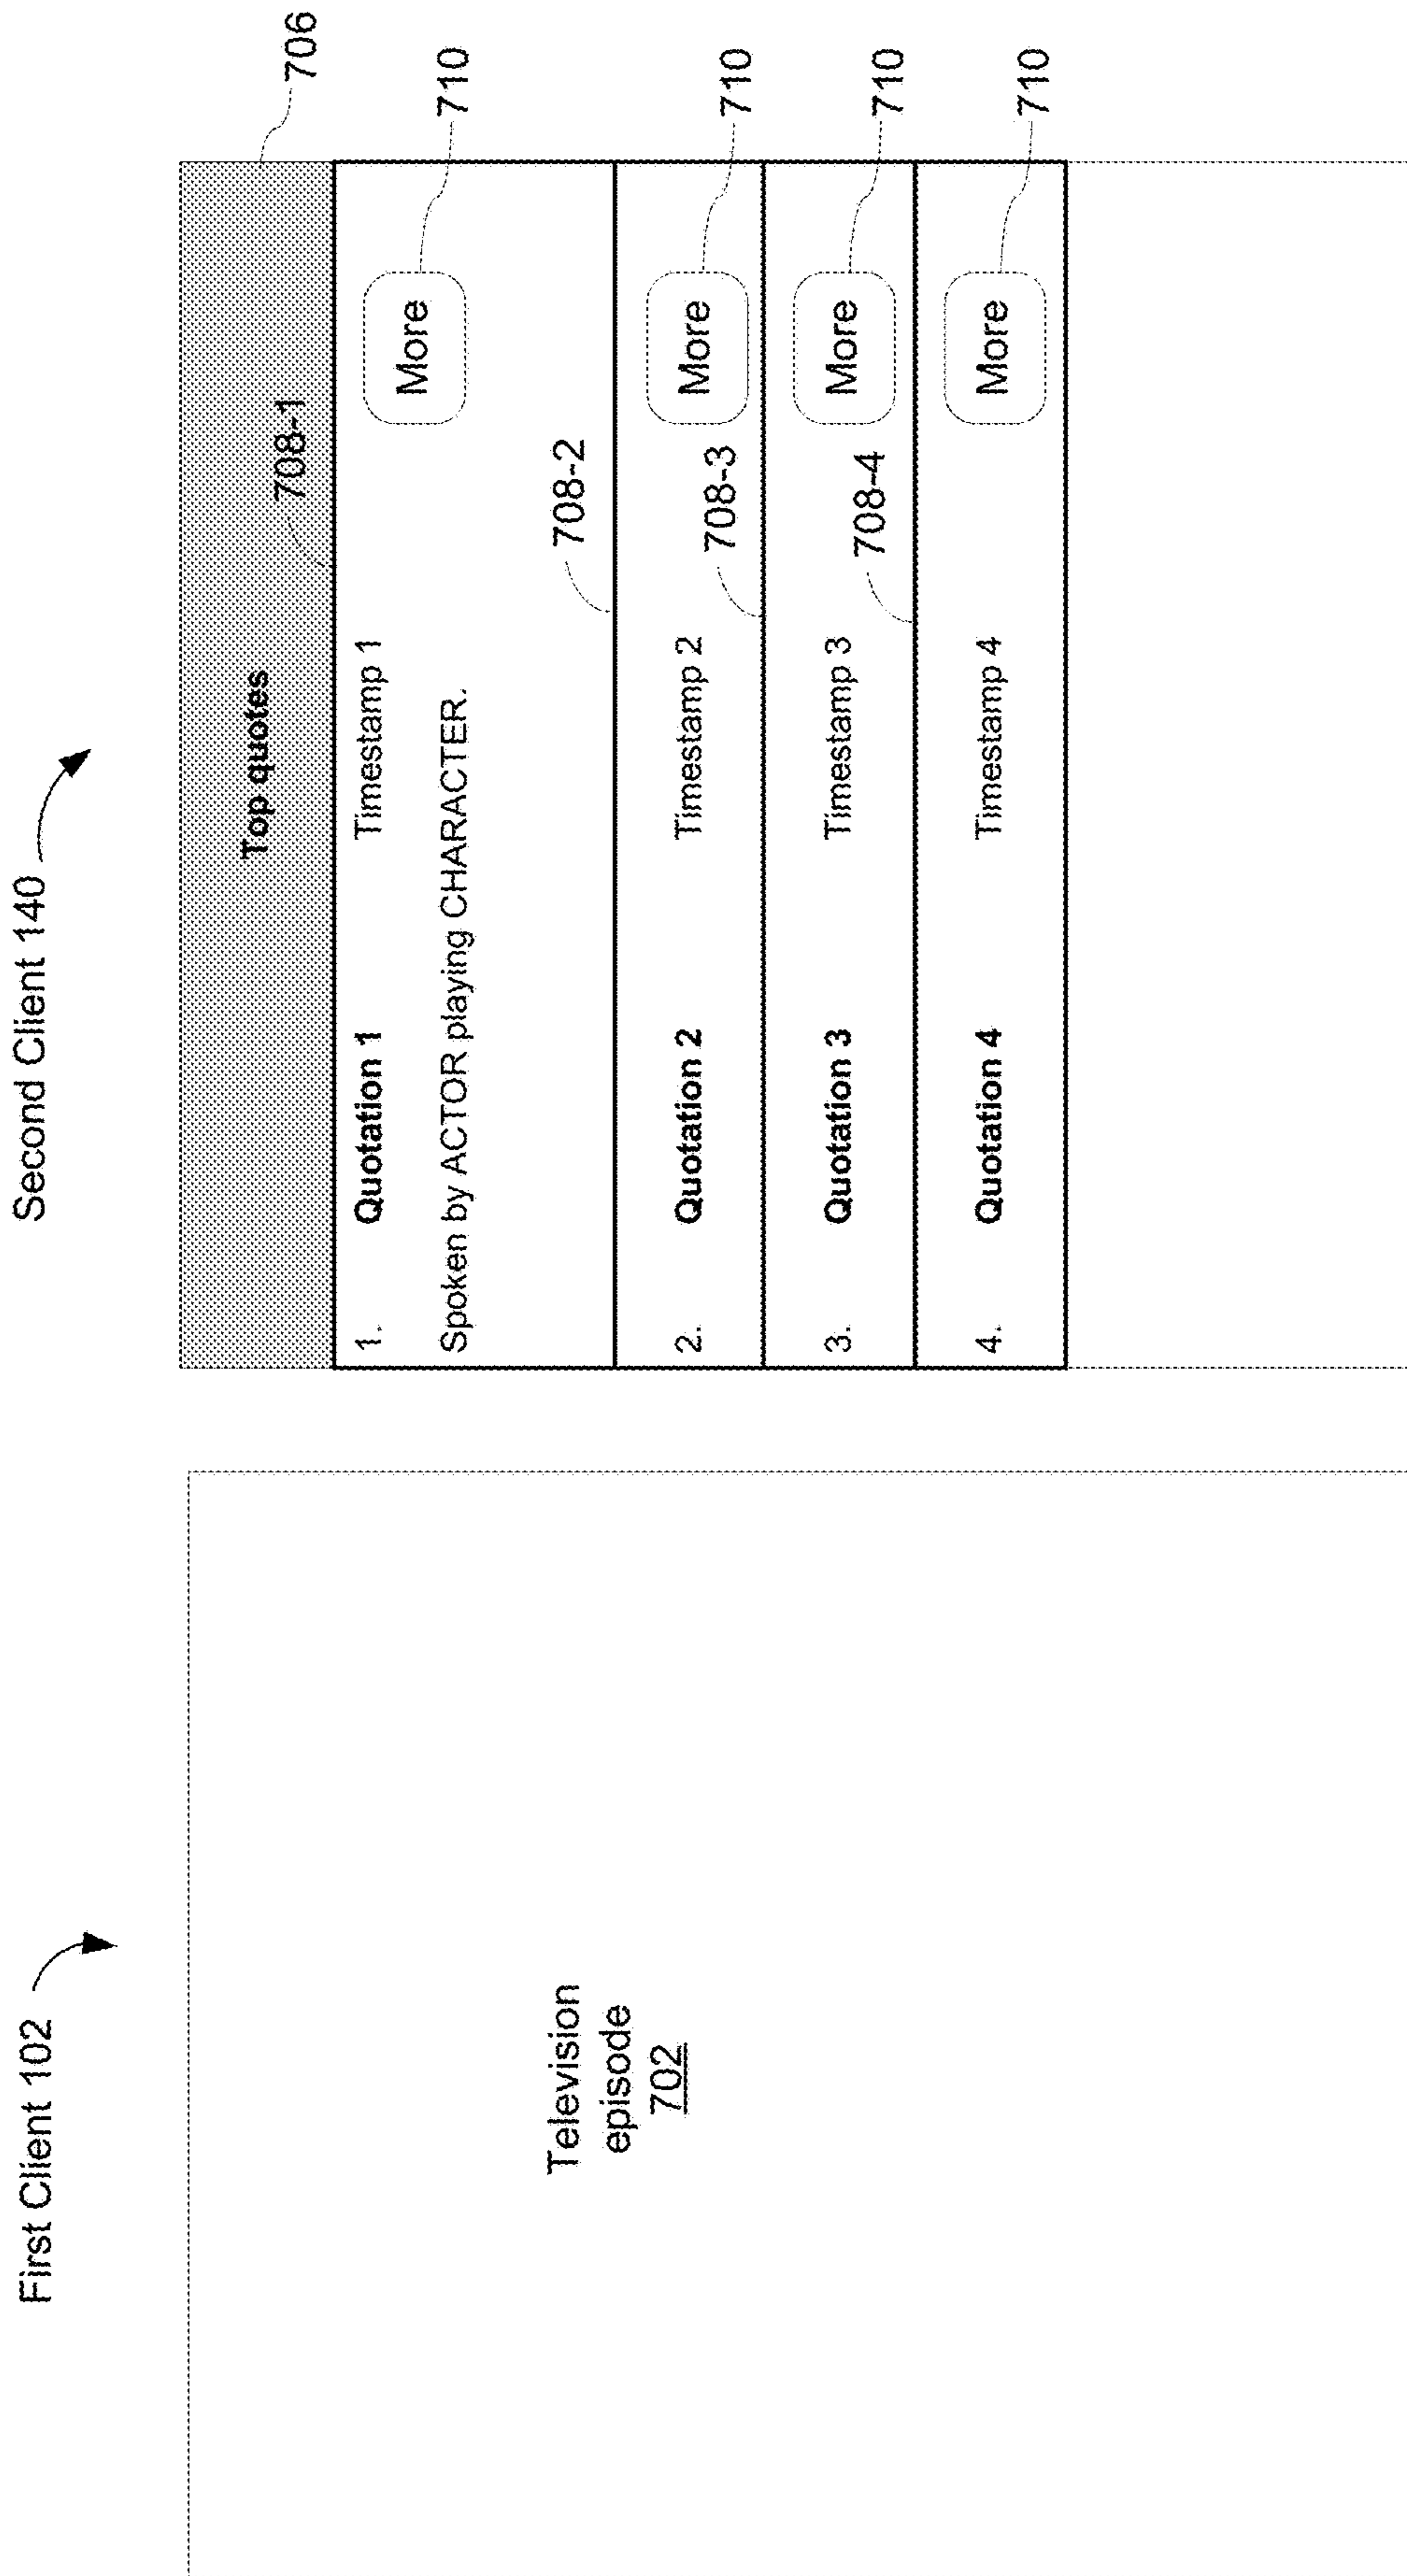 First Client 102
Second Client 140
Television
episode
702
Top quotes
706
708-1
1. Quotation 1 Timestamp 1
More
710
Spoken by ACTOR playing CHARACTER.
708-2
2. Quotation 2 Timestamp 2 More
710
708-3
3. Quotation 3 Timestamp 3 More
710
708-4
4. Quotation 4 Timestamp 4 More
710